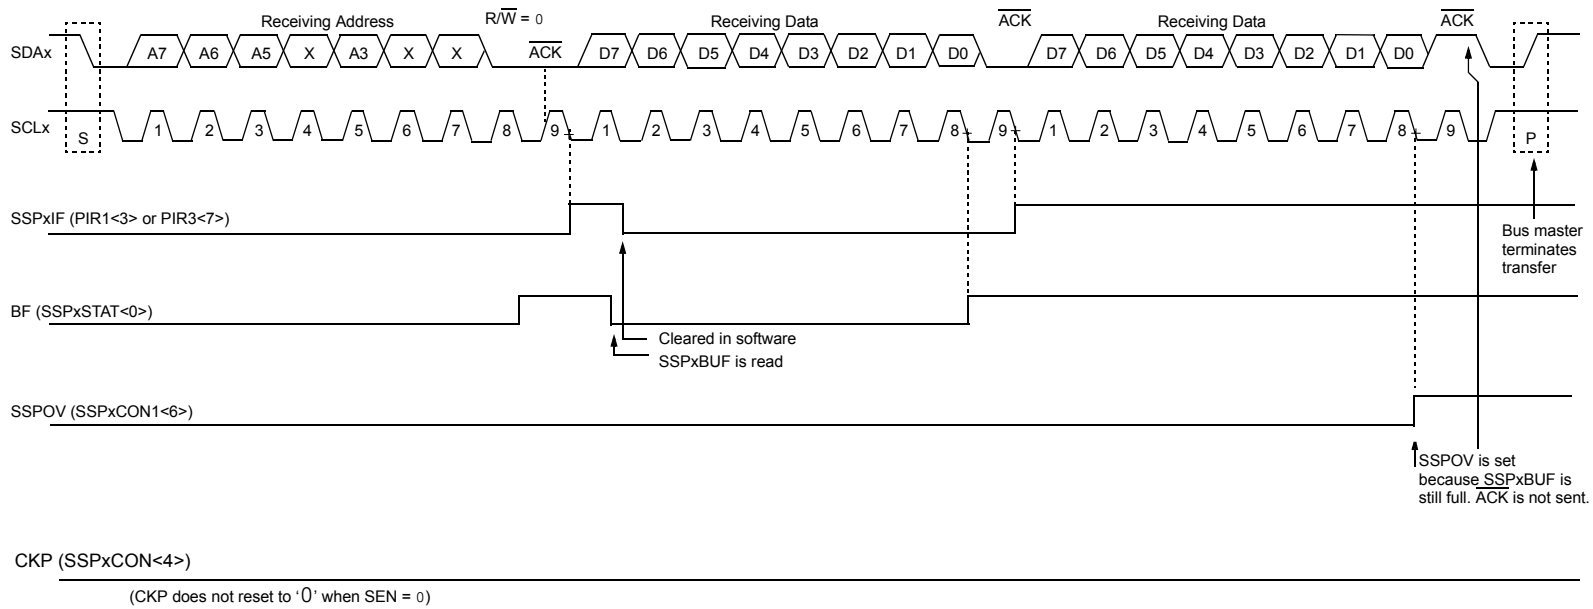 Receiving Address R/W = 0 Receiving Data ACK Receiving Data ACK
SDAx A7 A6 A5 X A3 X X ACK D7 D6 D5 D4 D3 D2 D1 D0 D7 D6 D5 D4 D3 D2 D1 D0
SCLx S 1 2 3 4 5 6 7 8 9 1 2 3 4 5 6 7 8 9 1 2 3 4 5 6 7 8 9 P
SSPxIF (PIR1<3> or PIR3<7>)
Bus master
terminates
transfer
BF (SSPxSTAT<0>)
Cleared in software
SSPxBUF is read
SSPOV (SSPxCON1<6>)
SSPOV is set
because SSPxBUF is
still full. ACK is not sent.
CKP (SSPxCON<4>)
(CKP does not reset to ‘0’ when SEN = 0)